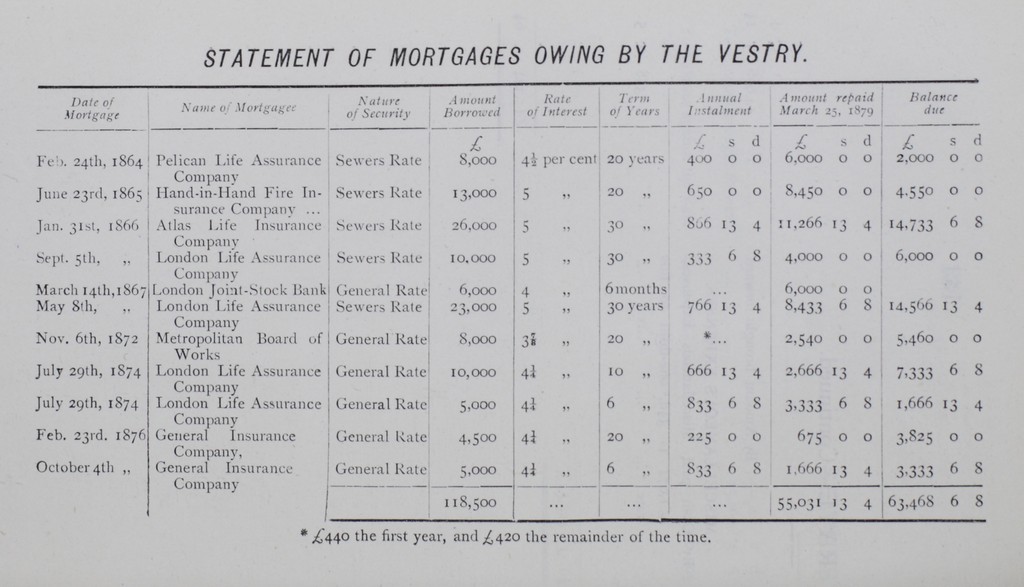 STATEMENT OF MORTGAGES OWING BY THE VESTRY.
Date of Mortgage | Name of Mortgagee | Nature of Security | Amount Borrowed | Rate of Interest | Term of Years | Annual Instalment | Amount repaid March 25, 1879 | Balance due
£ | £ s d | £ s d | £ s d
Feb. 24th, 1864 | Pelican Life Assurance | Sewers Rate | 8,000 | 4½ per cent | 20 years | 400 0 0 | 6,000 0 0 | 2,000 0 0
Company
June 23rd, 1865 | Hand-in-Hand Fire In- | Sewers Rate | 13,000 | 5 „ | 20 „ | 650 0 0 | 8,450 0 0 | 4,550 0 0
surance Company ...
Jan. 31st, 1866 | Atlas Life Insurance | Sewers Rate | 26,000 | 5 „ | 30 „ | 866 13 4 | 11,266 13 4 | 14,733 6 8
Company
Sept. 5th, „ | London Life Assurance | Sewers Rate | 10,000 | 5 „ | 30 „ | 333 6 8 | 4,000 0 0 | 6,000 0 0
Company
March 14th, 1867 | London Joint-Stock Bank | General Rate | 6,000 | 4 „ | 6 months | ... | 6,000 0 0
May 8th, „ | London Life Assurance | Sewers Rate | 23,000 | 5 „ | 30 years | 766 13 4 | 8,433 6 8 | 14,566 13 4
Company
Nov. 6th, 1872 | Metropolitan Board of | General Rate | 8,000 | 3⅞ „ | 20 „ | *... | 2,540 0 0 | 5,460 0 0
Works
July 29th, 1874 | London Life Assurance | General Rate | 10,000 | 4¼ „ | 10 „ | 666 13 4 | 2,666 13 4 | 7,333 6 8
Company
July 29th, 1874 | London Life Assurance | General Rate | 5,000 | 4¼ „ | 6 „ | 833 6 8 | 3,333 6 8 | 1,666 13 4
Company
Feb. 23rd. 1876 | General Insurance | General Rate | 4,500 | 4¼ „ | 20 „ | 225 0 0 | 675 0 0 | 3,825 0 0
Company,
October 4th „ | General Insurance | General Rate | 5,000 | 4¼ „ | 6 „ | 833 6 8 | 1,666 13 4 | 3,333 6 8
Company
118,500 | ... | ... | ... | 55,031 13 4 | 63,468 6 8
* £440 the first year, and £420 the remainder of the time.